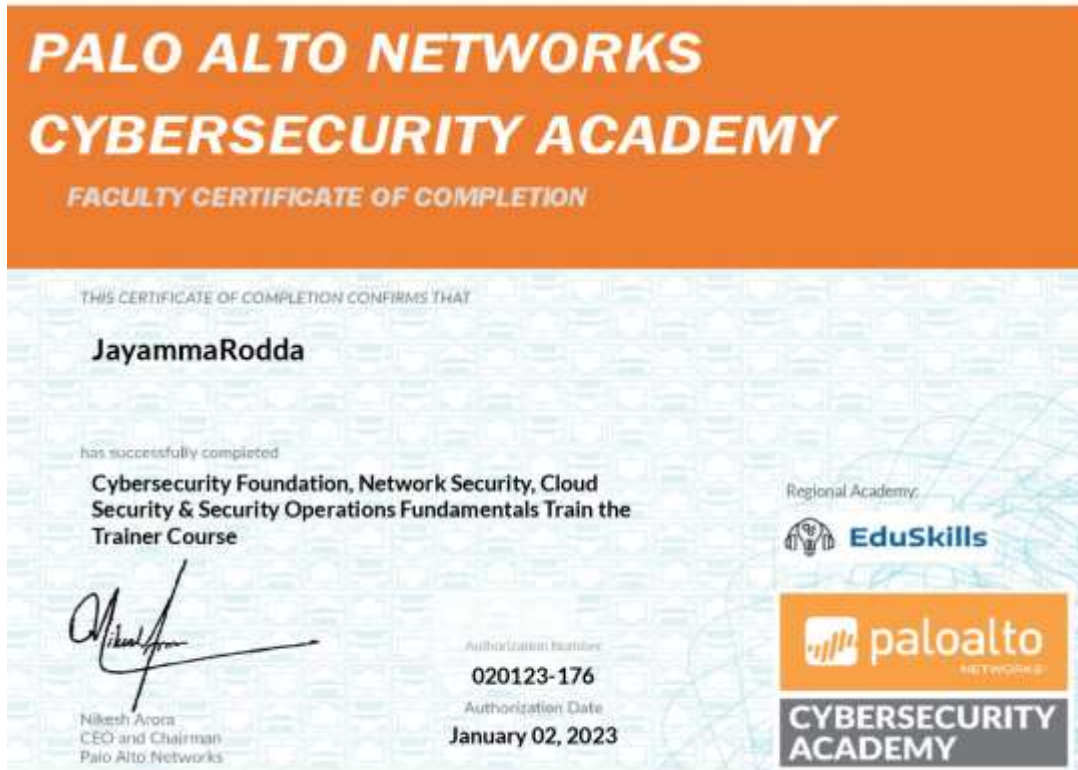 PALO ALTO NETWORKS
CYBERSECURITY ACADEMY
FACULTY CERTIFICATE OF COMPLETION
THIS CERTIFICATE OF COMPLETION CONFIRMS THAT
JayammaRodda
has successfully completed
Cybersecurity Foundation, Network Security, Cloud
Security & Security Operations Fundamentals Train the
Trainer Course
Regional Academy:
EduSkills
Nikesh Arora
CEO and Chairman
Palo Alto Networks
Authorization Number
020123-176
Authorization Date
January 02, 2023
paloalto
NETWORKS
CYBERSECURITY
ACADEMY